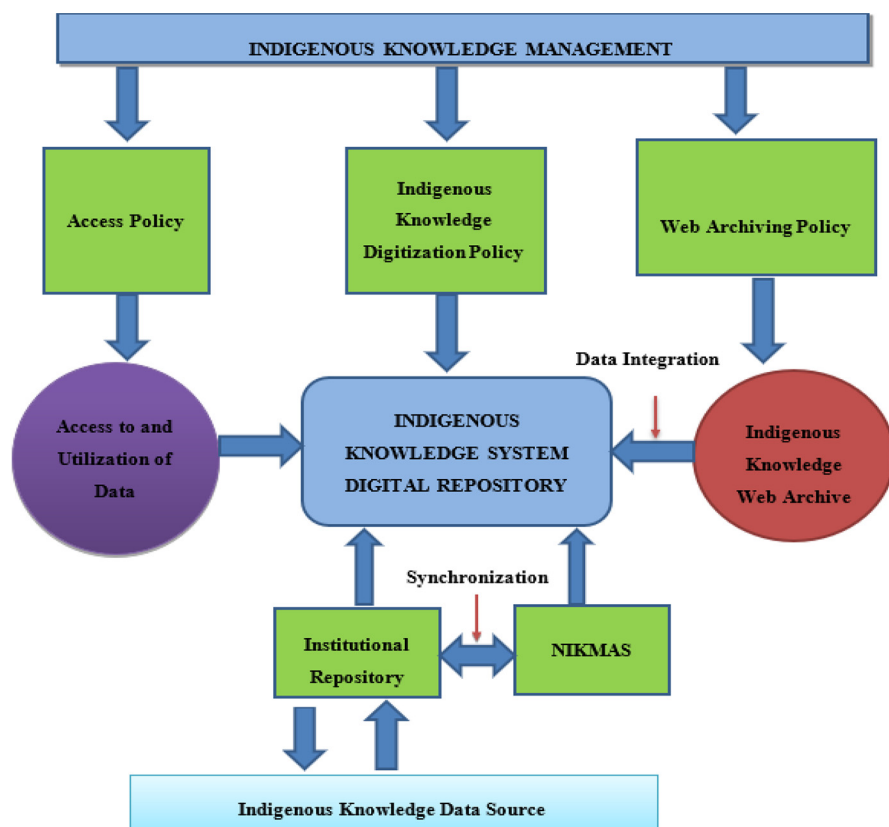 INDIGENOUS KNOWLEDGE MANAGEMENT
Access Policy
Indigenous
Knowledge
Digitization Policy
Web Archiving Policy
Data Integration
Access to and
Utilization of
Data
INDIGENOUS
KNOWLEDGE SYSTEM
DIGITAL REPOSITORY
Indigenous
Knowledge
Web Archive
Synchronization
Institutional
Repository
NIKMAS
Indigenous Knowledge Data Source